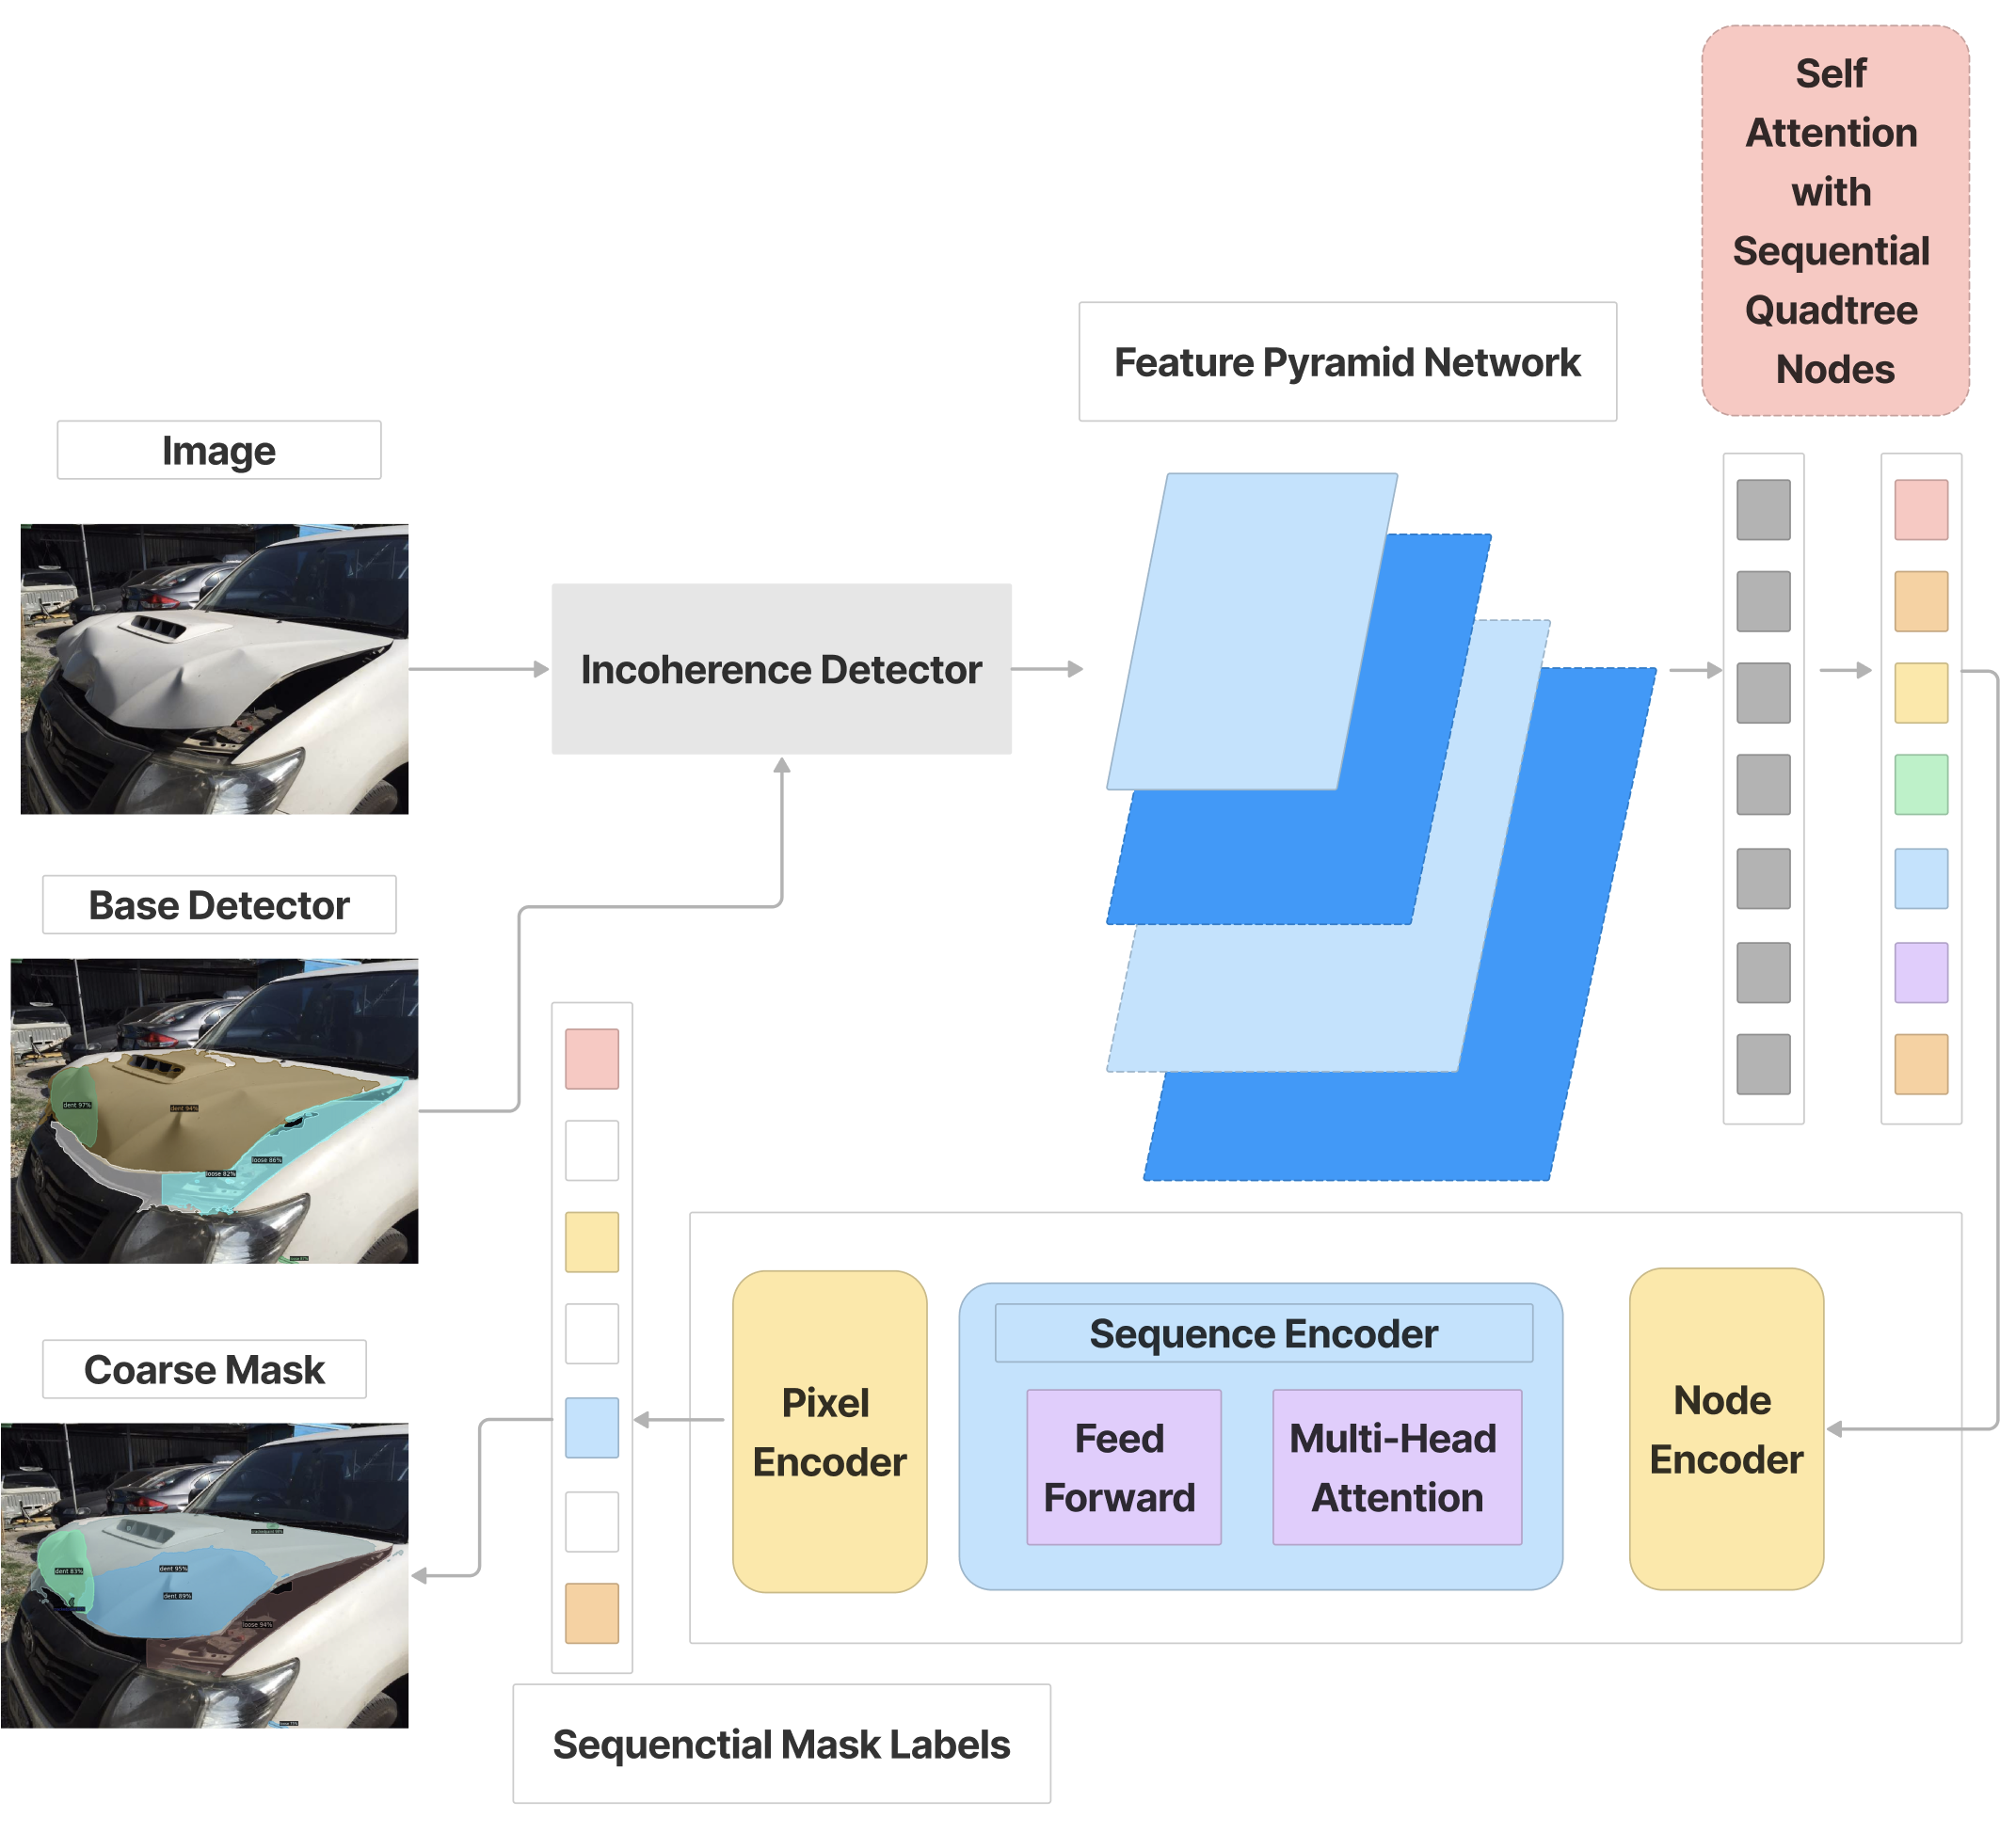 Self
Attention
with
Sequential
Quadtree
Nodes
Feature Pyramid Network
Image
Incoherence Detector
Base Detector
dent 97%
dent 94%
loose 86%
loose 82%
Sequence Encoder
Pixel
Encoder
Feed
Forward
Multi-Head
Attention
Node
Encoder
Coarse Mask
dent 83%
dent 95%
dent 89%
loose 94%
Sequenctial Mask Labels